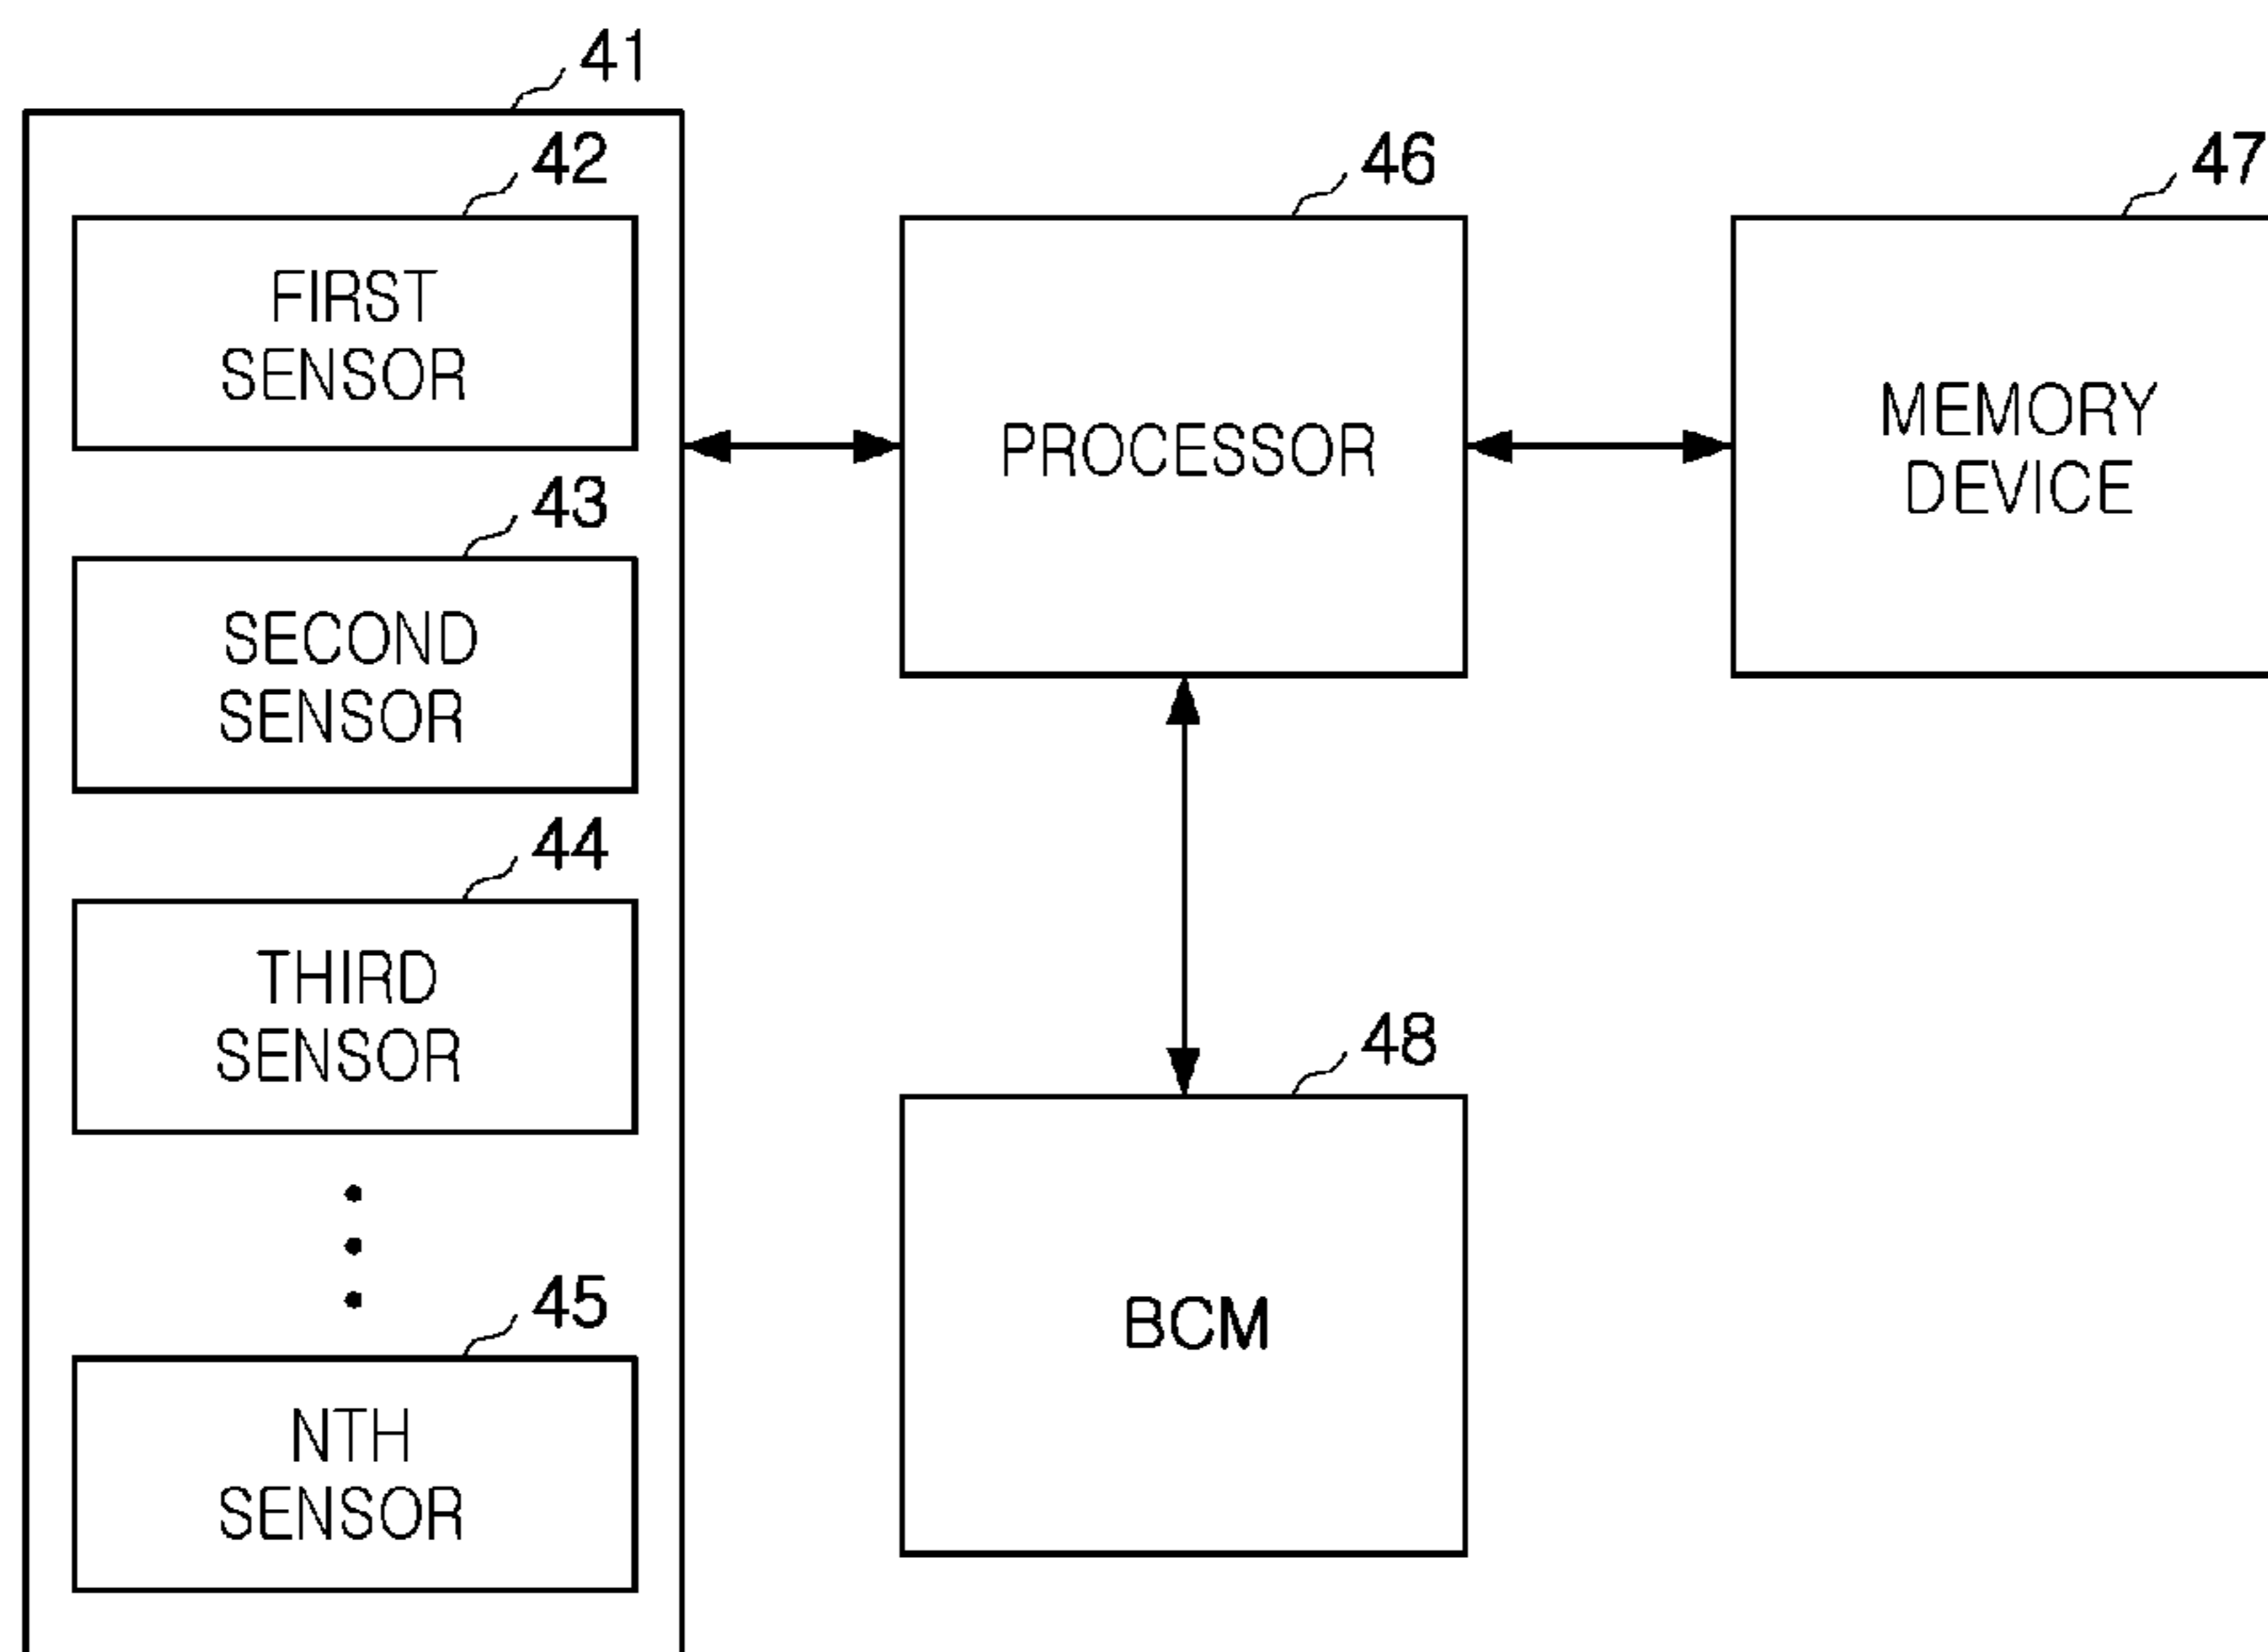 41
42
FIRST
SENSOR
43
SECOND
SENSOR
44
THIRD
SENSOR
45
NTH
SENSOR
46
PROCESSOR
47
MEMORY
DEVICE
48
BCM